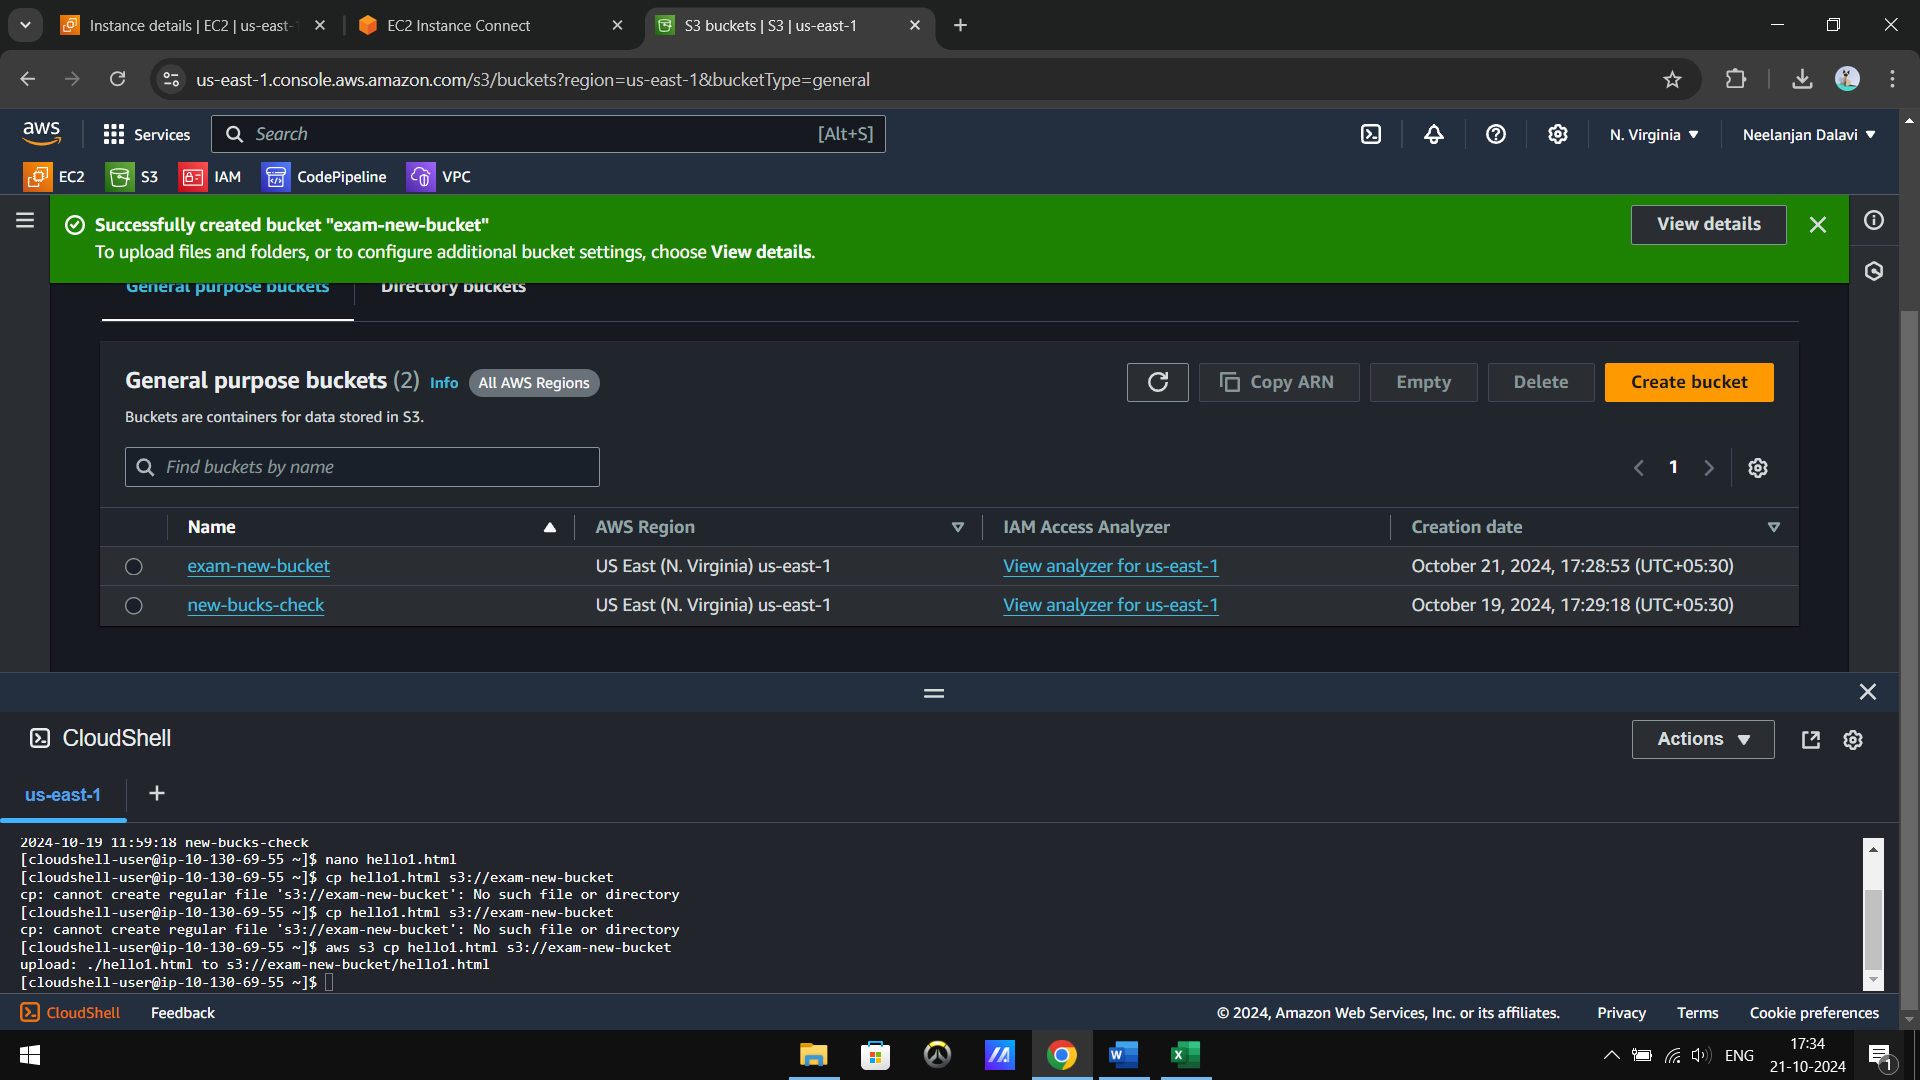 Instance details | EC2 | us-east-
EC2 Instance Connect
S3 buckets | S3 | us-east-1
us-east-1.console.aws.amazon.com/s3/buckets?region=us-east-1&bucketType=general
aws
Services
Search
[Alt+S]
N. Virginia
Neelanjan Dalavi
EC2
S3
IAM
CodePipeline
VPC
Successfully created bucket "exam-new-bucket"
To upload files and folders, or to configure additional bucket settings, choose View details.
View details
General purpose buckets
Directory buckets
General purpose buckets (2) Info All AWS Regions
Buckets are containers for data stored in S3.
Copy ARN
Empty
Delete
Create bucket
Find buckets by name
1
Name AWS Region IAM Access Analyzer Creation date
exam-new-bucket US East (N. Virginia) us-east-1 View analyzer for us-east-1 October 21, 2024, 17:28:53 (UTC+05:30)
new-bucks-check US East (N. Virginia) us-east-1 View analyzer for us-east-1 October 19, 2024, 17:29:18 (UTC+05:30)
CloudShell
Actions
us-east-1
2024-10-19 11:59:18 new-bucks-check
[cloudshell-user@ip-10-130-69-55 ~]$ nano hello1.html
[cloudshell-user@ip-10-130-69-55 ~]$ cp hello1.html s3://exam-new-bucket
cp: cannot create regular file 's3://exam-new-bucket': No such file or directory
[cloudshell-user@ip-10-130-69-55 ~]$ cp hello1.html s3://exam-new-bucket
cp: cannot create regular file 's3://exam-new-bucket': No such file or directory
[cloudshell-user@ip-10-130-69-55 ~]$ aws s3 cp hello1.html s3://exam-new-bucket
upload: ./hello1.html to s3://exam-new-bucket/hello1.html
[cloudshell-user@ip-10-130-69-55 ~]$
CloudShell
Feedback
© 2024, Amazon Web Services, Inc. or its affiliates.
Privacy
Terms
Cookie preferences
ENG
17:34
21-10-2024
1